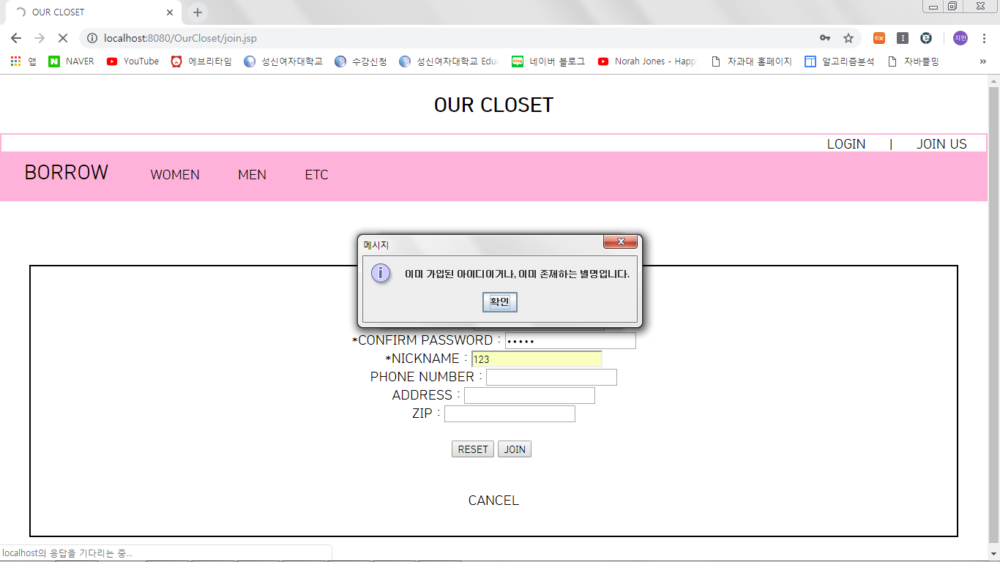 OUR CLOSET
localhost:8080/OurCloset/join.jsp
지헌
앱 NAVER YouTube 에브리타임 성신여자대학교 수강신청 성신여자대학교 Educ 네이버 블로그 Norah Jones - Happ 자과대 홈페이지 알고리즘분석 자바플밍 »
OUR CLOSET
LOGIN | JOIN US
BORROW WOMEN MEN ETC
메시지
이미 가입된 아이디이거나, 이미 존재하는 별명입니다.
확인
*CONFIRM PASSWORD : •••••
*NICKNAME : 123
PHONE NUMBER :
ADDRESS :
ZIP :
RESET JOIN
CANCEL
localhost의 응답을 기다리는 중...